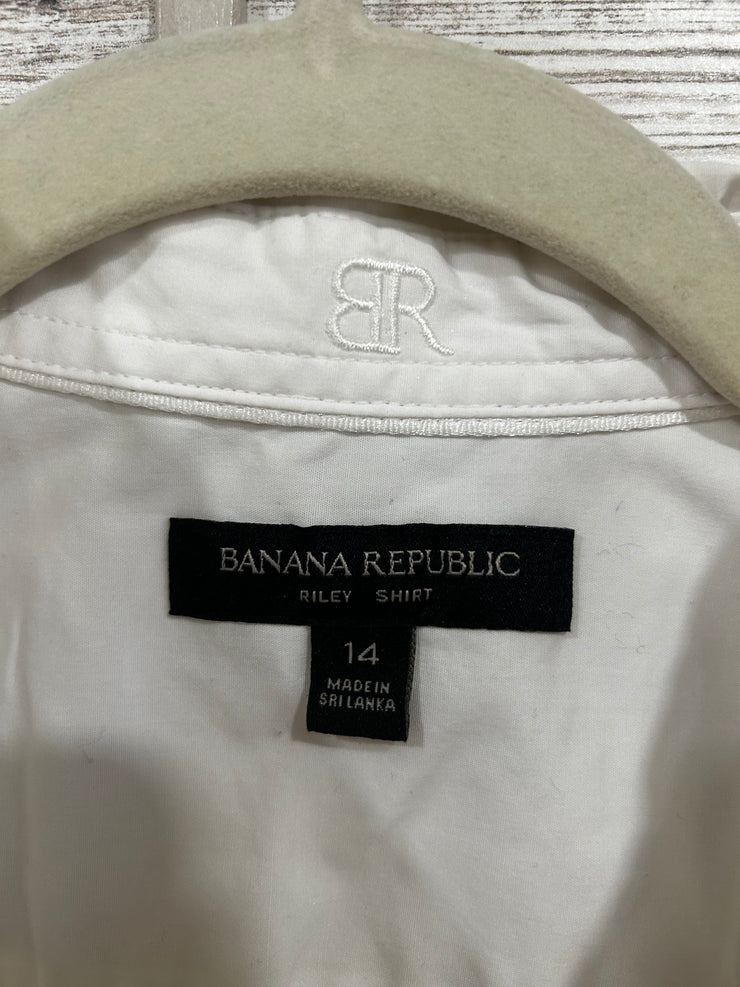 BR
BANANA REPUBLIC
RILEY SHIRT
14
MADE IN
SRI LANKA